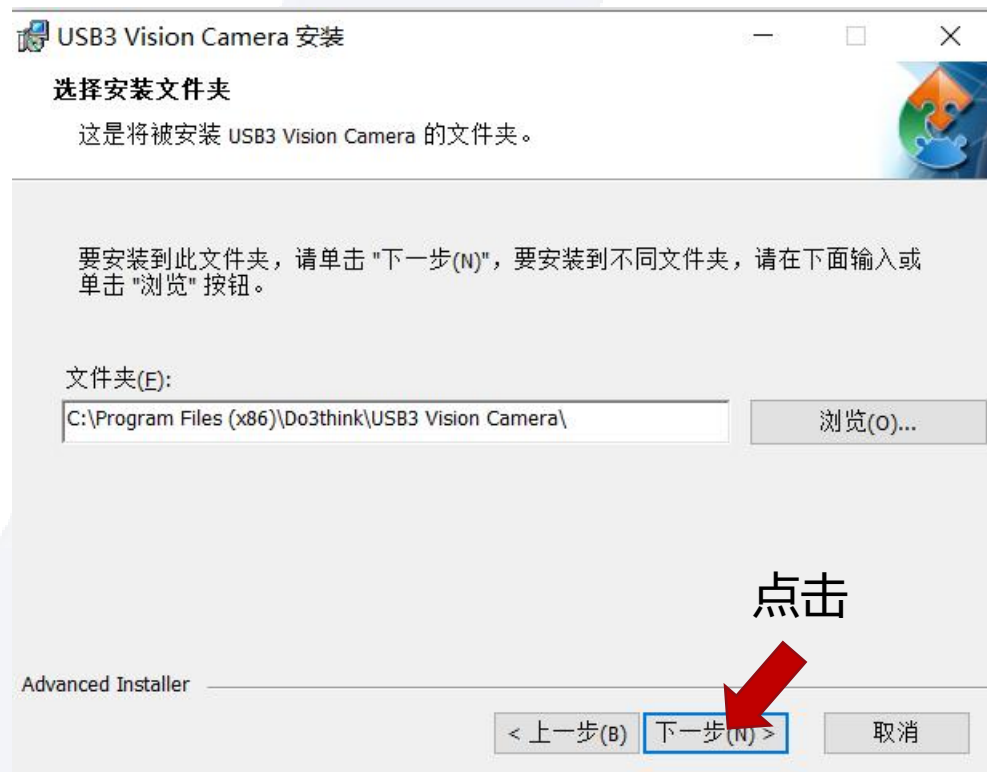 USB3 Vision Camera 安装
选择安装文件夹
这是将被安装 USB3 Vision Camera 的文件夹。
要安装到此文件夹，请单击 "下一步(N)"，要安装到不同文件夹，请在下面输入或
单击 "浏览" 按钮。
文件夹(F):
C:\Program Files (x86)\Do3think\USB3 Vision Camera\
浏览(O)...
点击
Advanced Installer
< 上一步(B)
下一步(N) >
取消